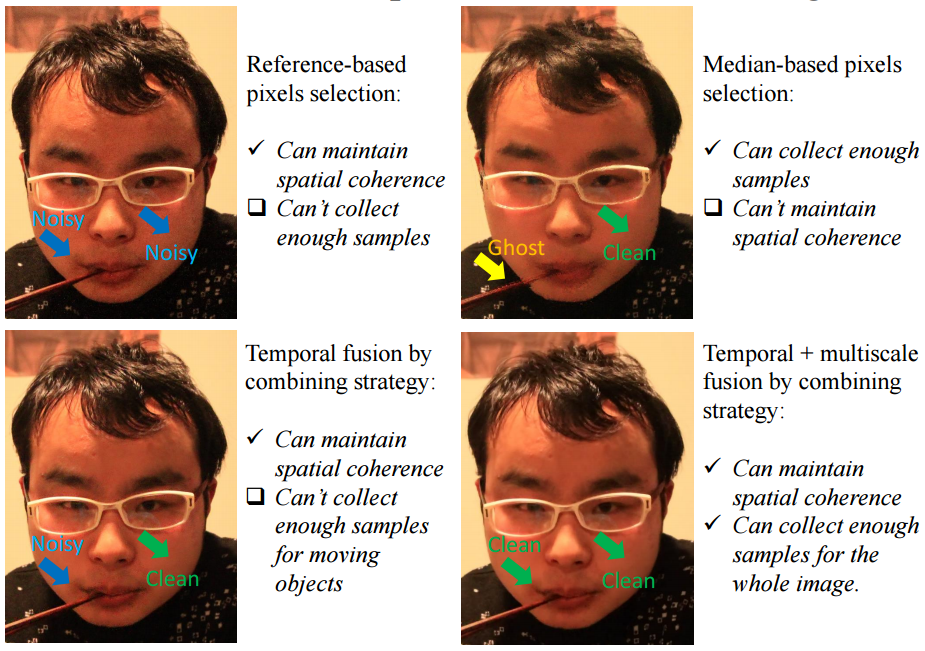 Reference-based
pixels selection:
✓ Can maintain
spatial coherence
❑ Can't collect
enough samples
Noisy
Noisy
Median-based pixels
selection:
✓ Can collect enough
samples
❑ Can't maintain
spatial coherence
Ghost
Clean
Temporal fusion by
combining strategy:
✓ Can maintain
spatial coherence
❑ Can't collect
enough samples
for moving
objects
Noisy
Clean
Temporal + multiscale
fusion by combining
strategy:
✓ Can maintain
spatial coherence
✓ Can collect enough
samples for the
whole image.
Clean
Clean